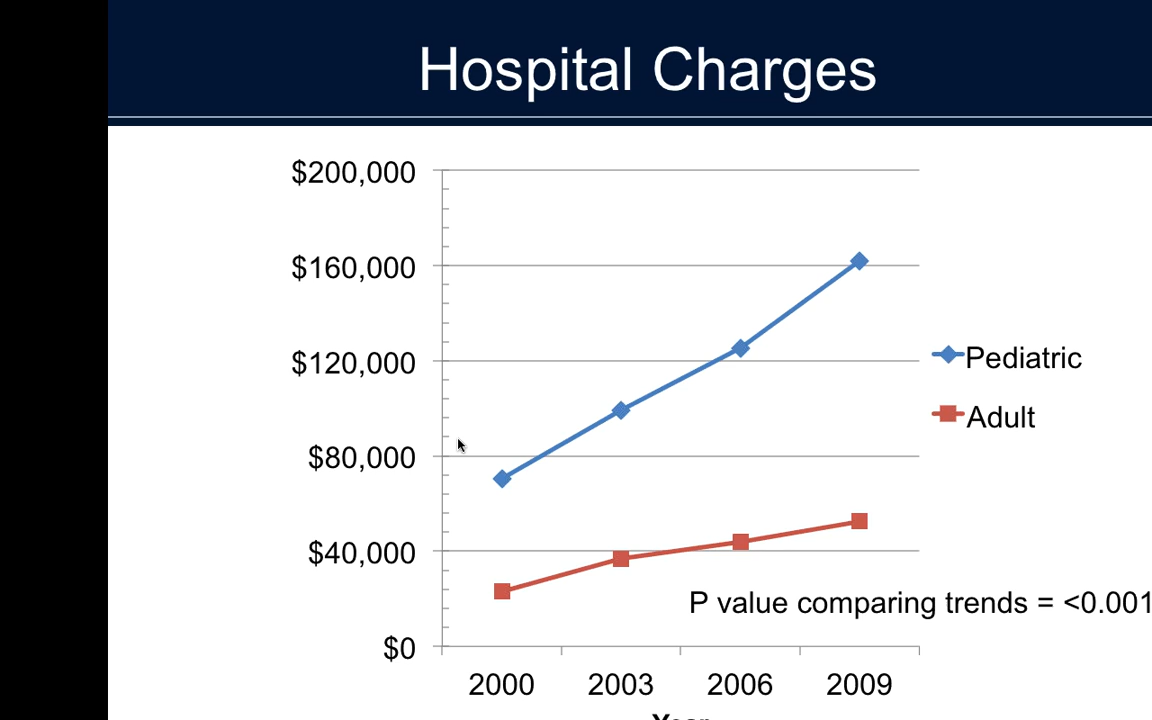 Hospital Charges
$200,000
$160,000
$120,000
$80,000
$40,000
$0
2000 2003 2006 2009
Pediatric
Adult
P value comparing trends = <0.001
Year